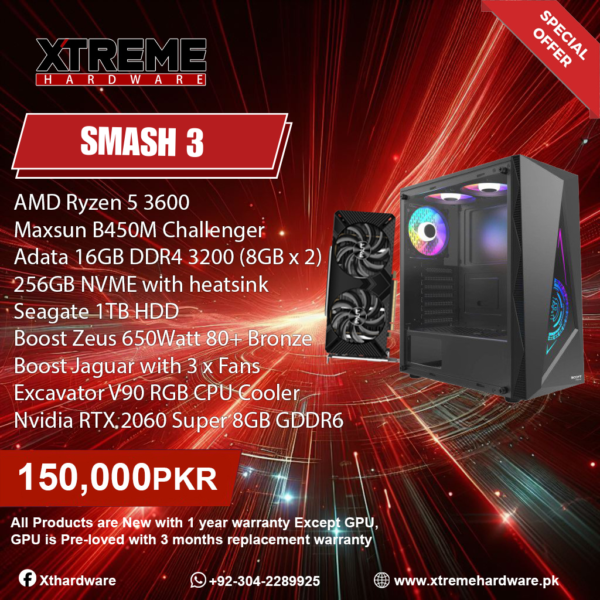 XTREME
HARDWARE
SPECIAL
OFFER
SMASH 3
AMD Ryzen 5 3600
Maxsun B450M Challenger
Adata 16GB DDR4 3200 (8GB x 2)
256GB NVME with heatsink
Seagate 1TB HDD
Boost Zeus 650Watt 80+ Bronze
Boost Jaguar with 3 x Fans
Excavator V90 RGB CPU Cooler
Nvidia RTX 2060 Super 8GB GDDR6
150,000PKR
All Products are New with 1 year warranty Except GPU,
GPU is Pre-loved with 3 months replacement warranty
Xthardware
+92-304-2289925
www.xtremehardware.pk